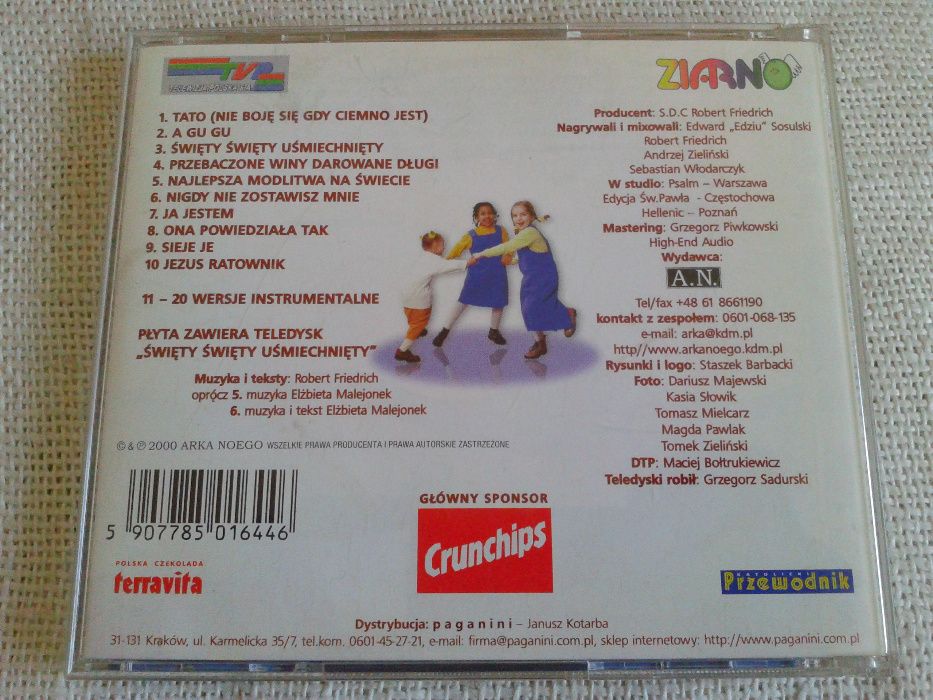 TVP
TELEWIZJA POLSKA S.A.
1. TATO (NIE BOJĘ SIĘ GDY CIEMNO JEST)
2. A GU GU
3. ŚWIĘTY ŚWIĘTY UŚMIECHNIĘTY
4. PRZEBACZONE WINY DAROWANE DŁUGI
5. NAJLEPSZA MODLITWA NA ŚWIECIE
6. NIGDY NIE ZOSTAWISZ MNIE
7. JA JESTEM
8. ONA POWIEDZIAŁA TAK
9. SIEJE JE
10 JEZUS RATOWNIK
11 – 20 WERSJE INSTRUMENTALNE
PŁYTA ZAWIERA TELEDYSK
„ŚWIĘTY ŚWIĘTY UŚMIECHNIĘTY”
Muzyka i teksty: Robert Friedrich
oprócz 5. muzyka Elżbieta Malejonek
6. muzyka i tekst Elżbieta Malejonek
© & ℗ 2000 ARKA NOEGO WSZELKIE PRAWA PRODUCENTA I PRAWA AUTORSKIE ZASTRZEŻONE
ZIARNO
Producent: S.D.C Robert Friedrich
Nagrywali i mixowali: Edward „Edziu” Sosulski
Robert Friedrich
Andrzej Zieliński
Sebastian Włodarczyk
W studio: Psalm – Warszawa
Edycja Św.Pawła - Częstochowa
Hellenic – Poznań
Mastering: Grzegorz Piwkowski
High-End Audio
Wydawca:
A.N.
Tel/fax +48 61 8661190
kontakt z zespołem: 0601-068-135
e-mail: arka@kdm.pl
http//www.arkanoego.kdm.pl
Rysunki i logo: Staszek Barbacki
Foto: Dariusz Majewski
Kasia Słowik
Tomasz Mielcarz
Magda Pawlak
Tomek Zieliński
DTP: Maciej Bołtrukiewicz
Teledyski robił: Grzegorz Sadurski
5 907785 016446
GŁÓWNY SPONSOR
Crunchips
POLSKA CZEKOLADA
terravita
KATOLICKI
Przewodnik
Dystrybucja: paganini – Janusz Kotarba
31-131 Kraków, ul. Karmelicka 35/7, tel.kom. 0601-45-27-21, e-mail: firma@paganini.com.pl, sklep internetowy: http://www.paganini.com.pl